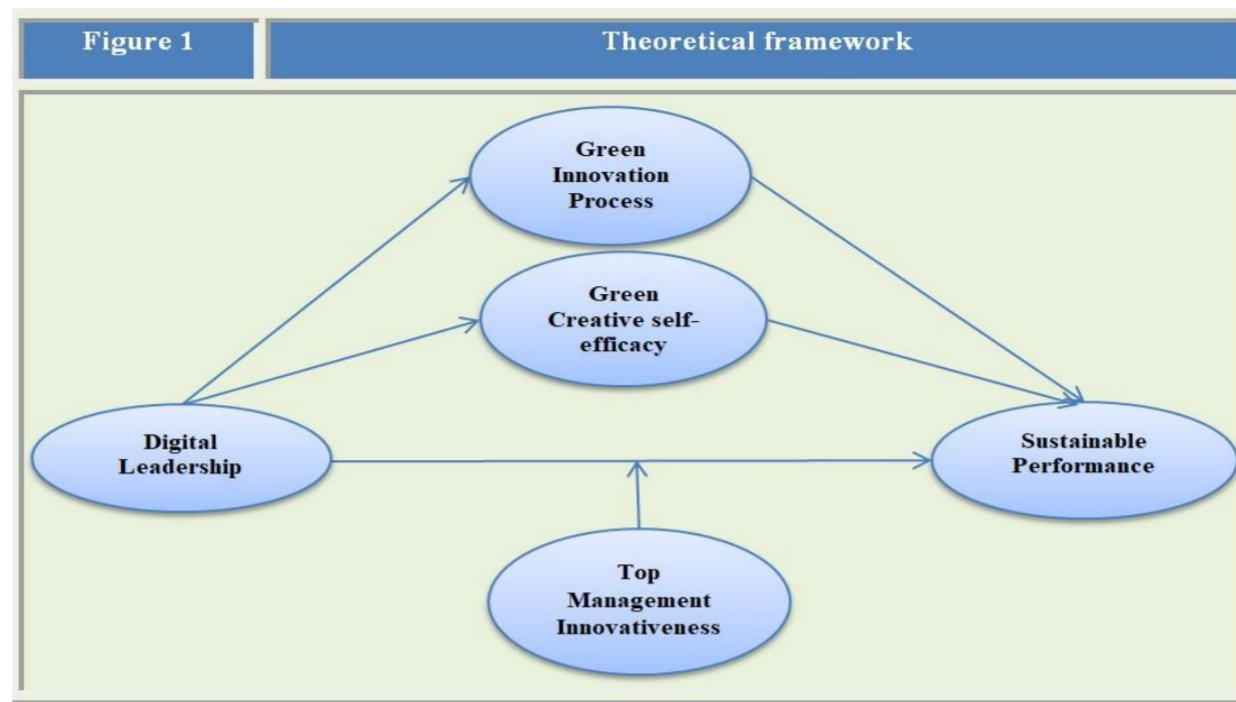 Figure 1
Theoretical framework
Green
Innovation
Process
Green
Creative self-
efficacy
Digital
Leadership
Sustainable
Performance
Top
Management
Innovativeness